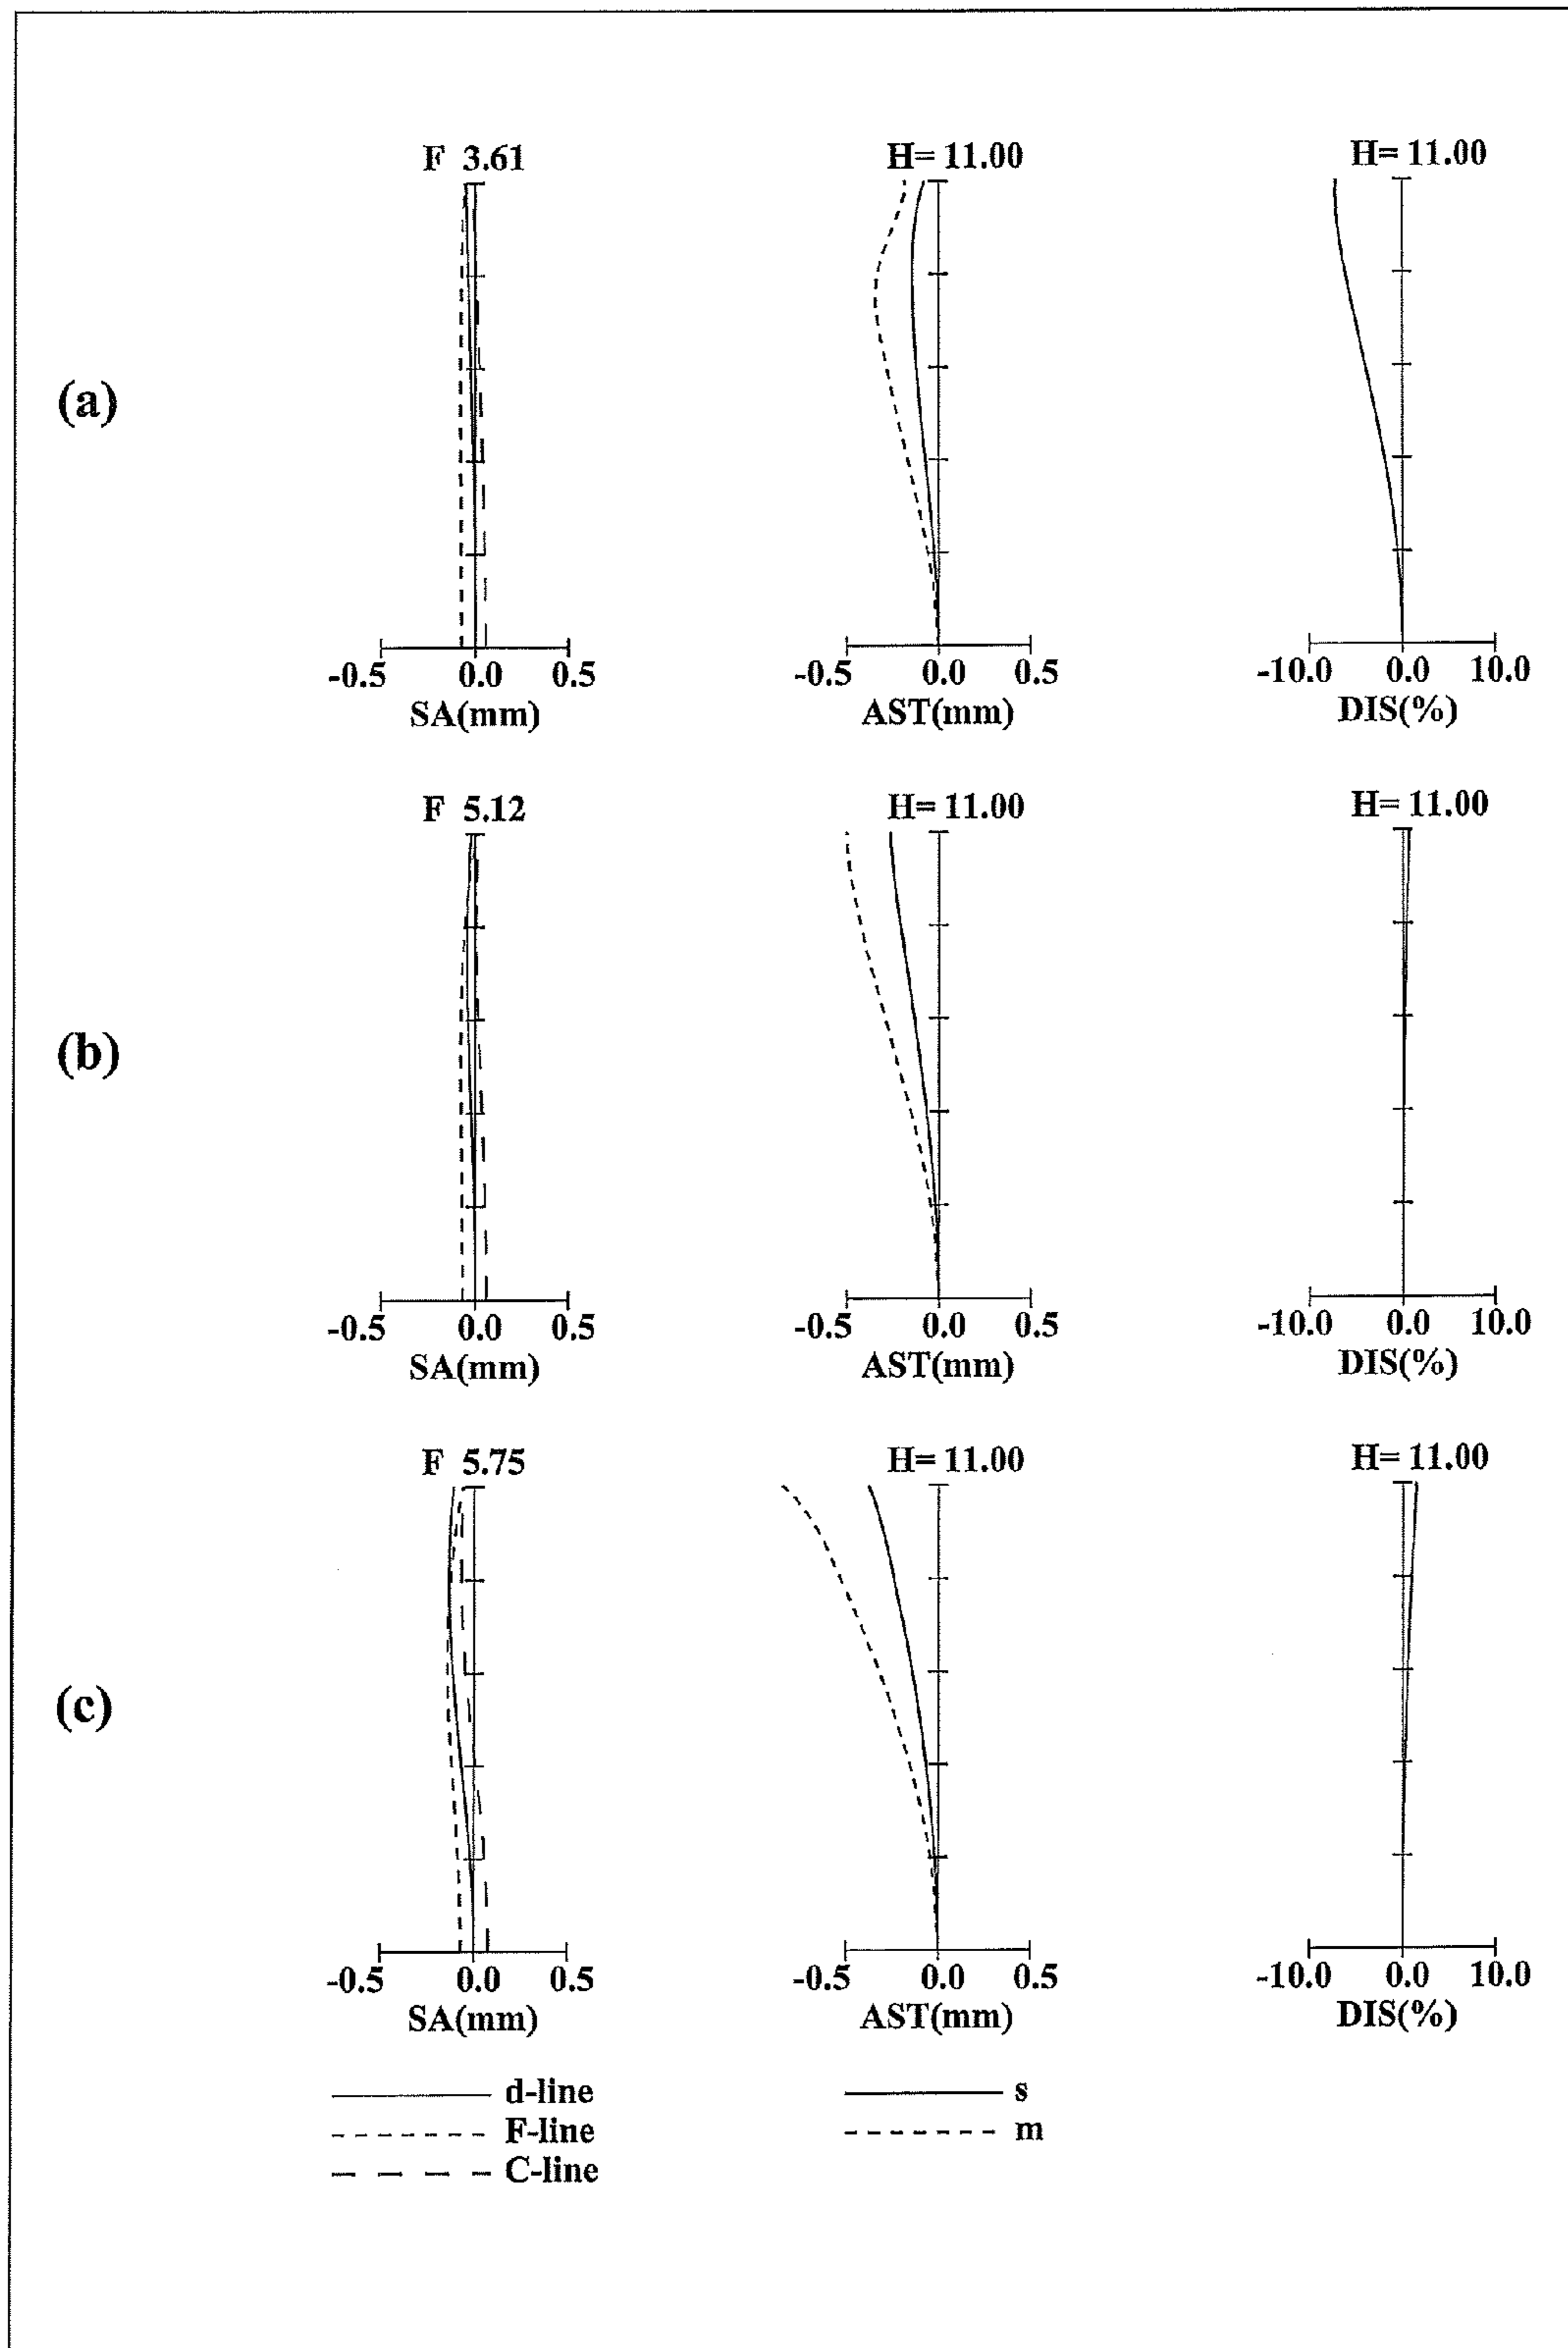 F 3.61 H= 11.00 H= 11.00
(a)
-0.5 0.0 0.5 -0.5 0.0 0.5 -10.0 0.0 10.0
SA(mm) AST(mm) DIS(%)
F 5.12 H= 11.00 H= 11.00
(b)
-0.5 0.0 0.5 -0.5 0.0 0.5 -10.0 0.0 10.0
SA(mm) AST(mm) DIS(%)
F 5.75 H= 11.00 H= 11.00
(c)
-0.5 0.0 0.5 -0.5 0.0 0.5 -10.0 0.0 10.0
SA(mm) AST(mm) DIS(%)
d-line s
F-line m
C-line